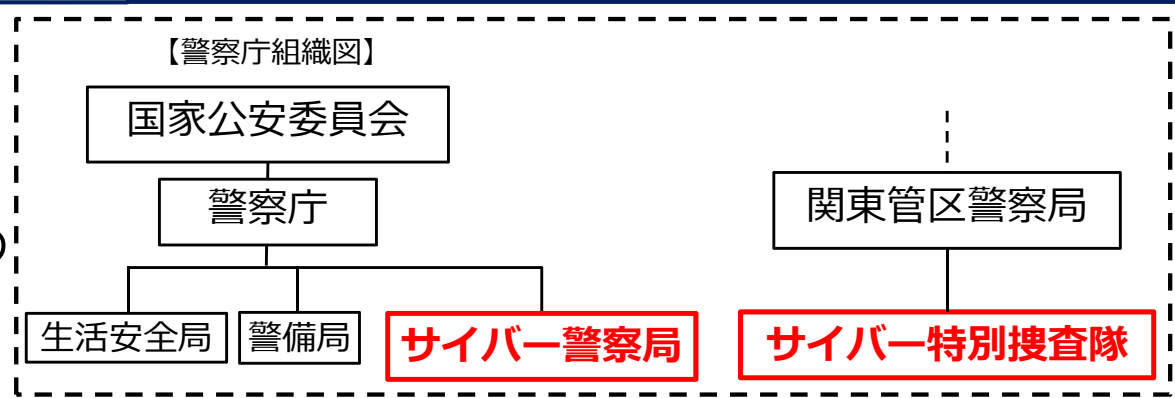 【警察庁組織図】
国家公安委員会
警察庁
関東管区警察局
)
生活安全局
警備局
サイバー警察局
サイバー特別捜査隊